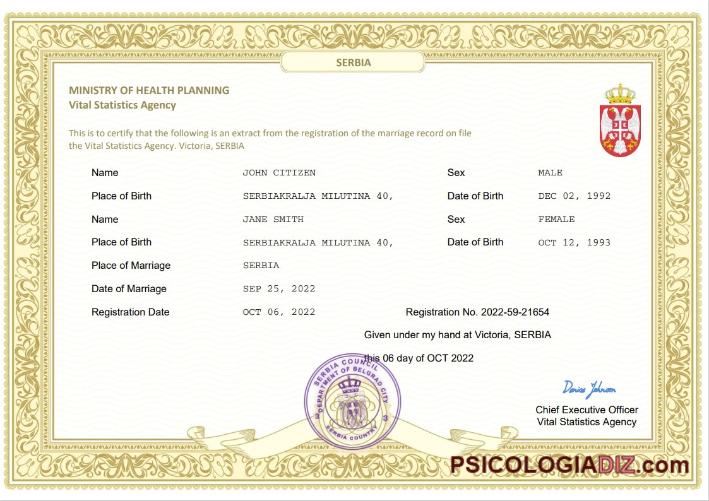 SERBIA
MINISTRY OF HEALTH PLANNING
Vital Statistics Agency
This is to certify that the following is an extract from the registration of the marriage record on file
the Vital Statistics Agency. Victoria, SERBIA
Name JOHN CITIZEN Sex MALE
Place of Birth SERBIAKRALJA MILUTINA 40, Date of Birth DEC 02, 1992
Name JANE SMITH Sex FEMALE
Place of Birth SERBIAKRALJA MILUTINA 40, Date of Birth OCT 12, 1993
Place of Marriage SERBIA
Date of Marriage SEP 25, 2022
Registration Date OCT 06, 2022 Registration No. 2022-59-21654
Given under my hand at Victoria, SERBIA
this 06 day of OCT 2022
SERBIA COUNCIL
DEPARTMENT OF BELGRAD CITY
SERBIA COUNTRY
Denise Johnson
Chief Executive Officer
Vital Statistics Agency
PSICOLOGIADIZ.com